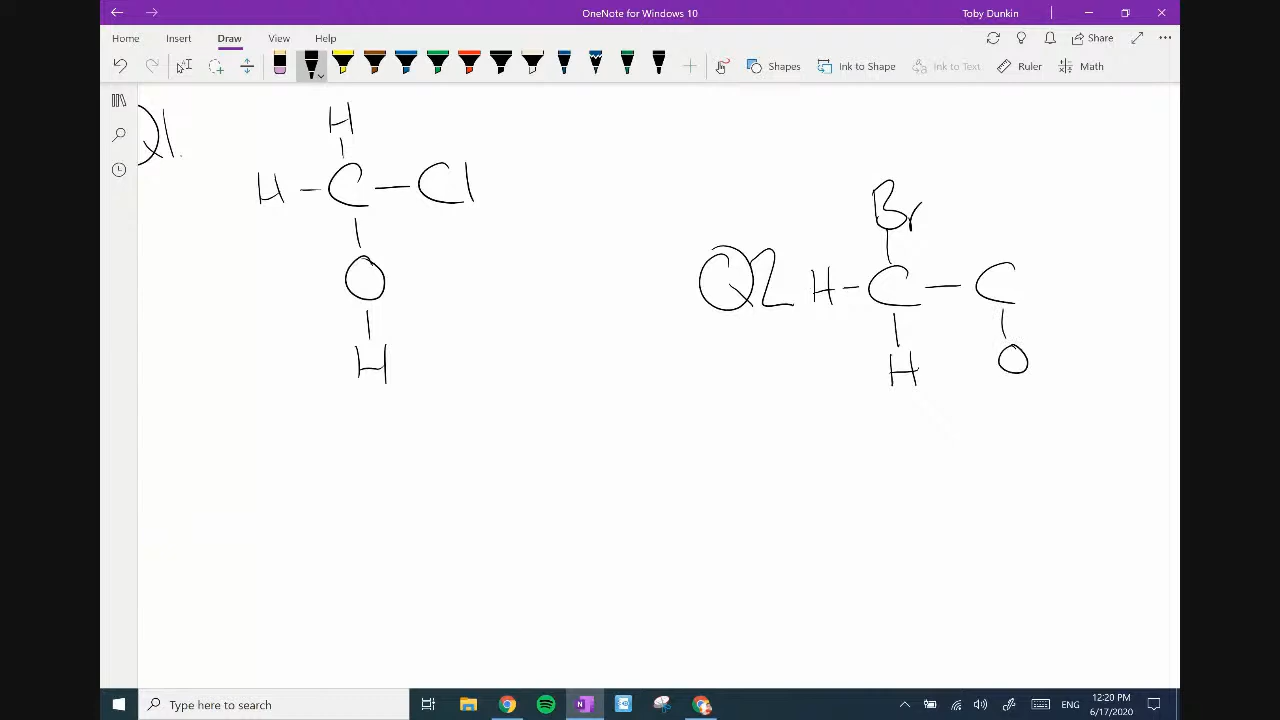 OneNote for Windows 10
Toby Dunkin
Home Insert Draw View Help
Share
Shapes Ink to Shape Ink to Text Ruler Math
Q1.
H
H - C - Cl
O
H
Br
Q2 H - C - C
H O
Type here to search
ENG
12:20 PM
6/17/2020